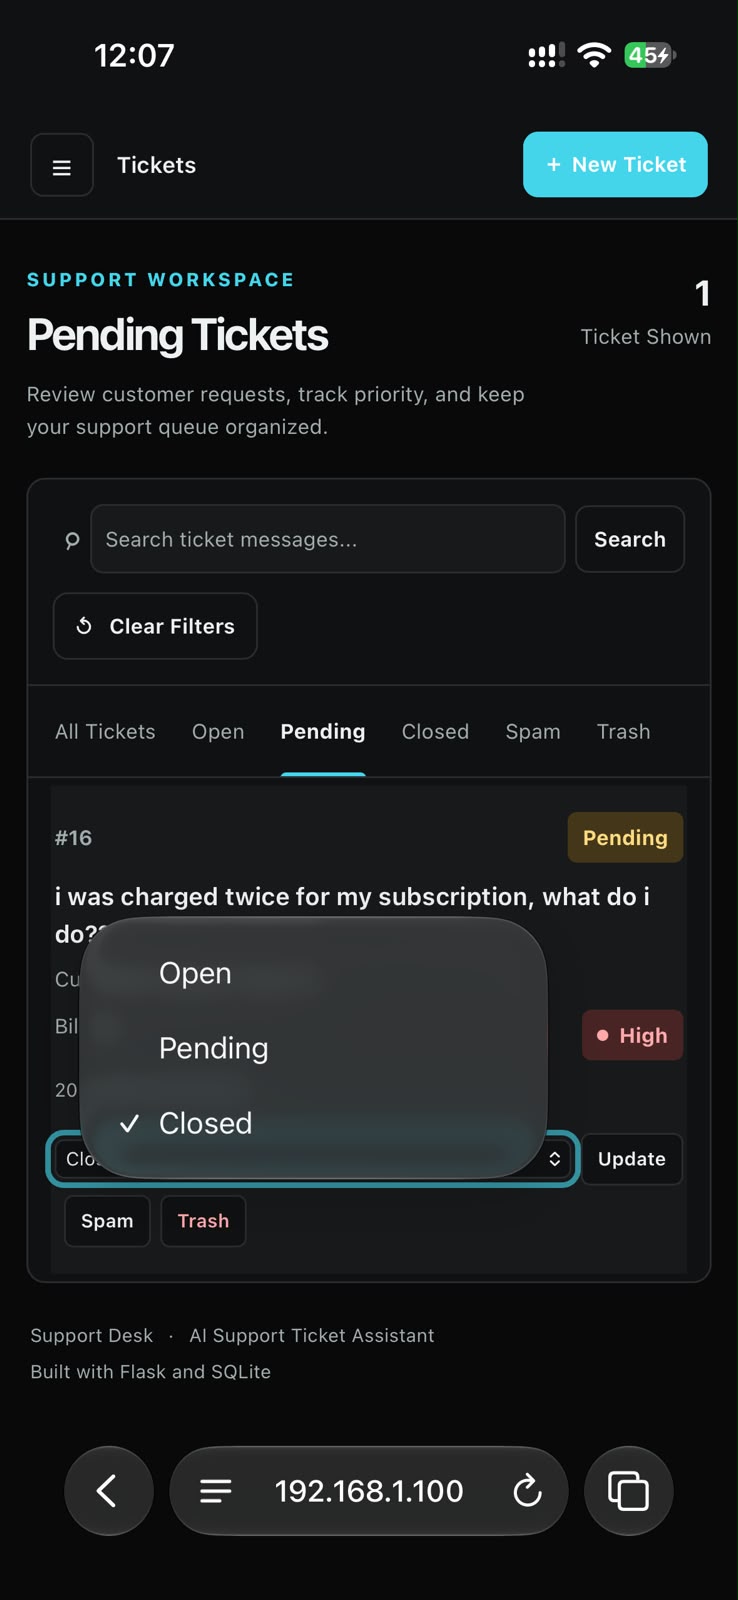 12:07
45
Tickets
+ New Ticket
SUPPORT WORKSPACE
1
Pending Tickets
Ticket Shown
Review customer requests, track priority, and keep
your support queue organized.
Search ticket messages...
Search
Clear Filters
All Tickets Open Pending Closed Spam Trash
#16
Pending
i was charged twice for my subscription, what do i
do?
Open
Pending
High
Closed
Update
Spam
Trash
Support Desk · AI Support Ticket Assistant
Built with Flask and SQLite
192.168.1.100